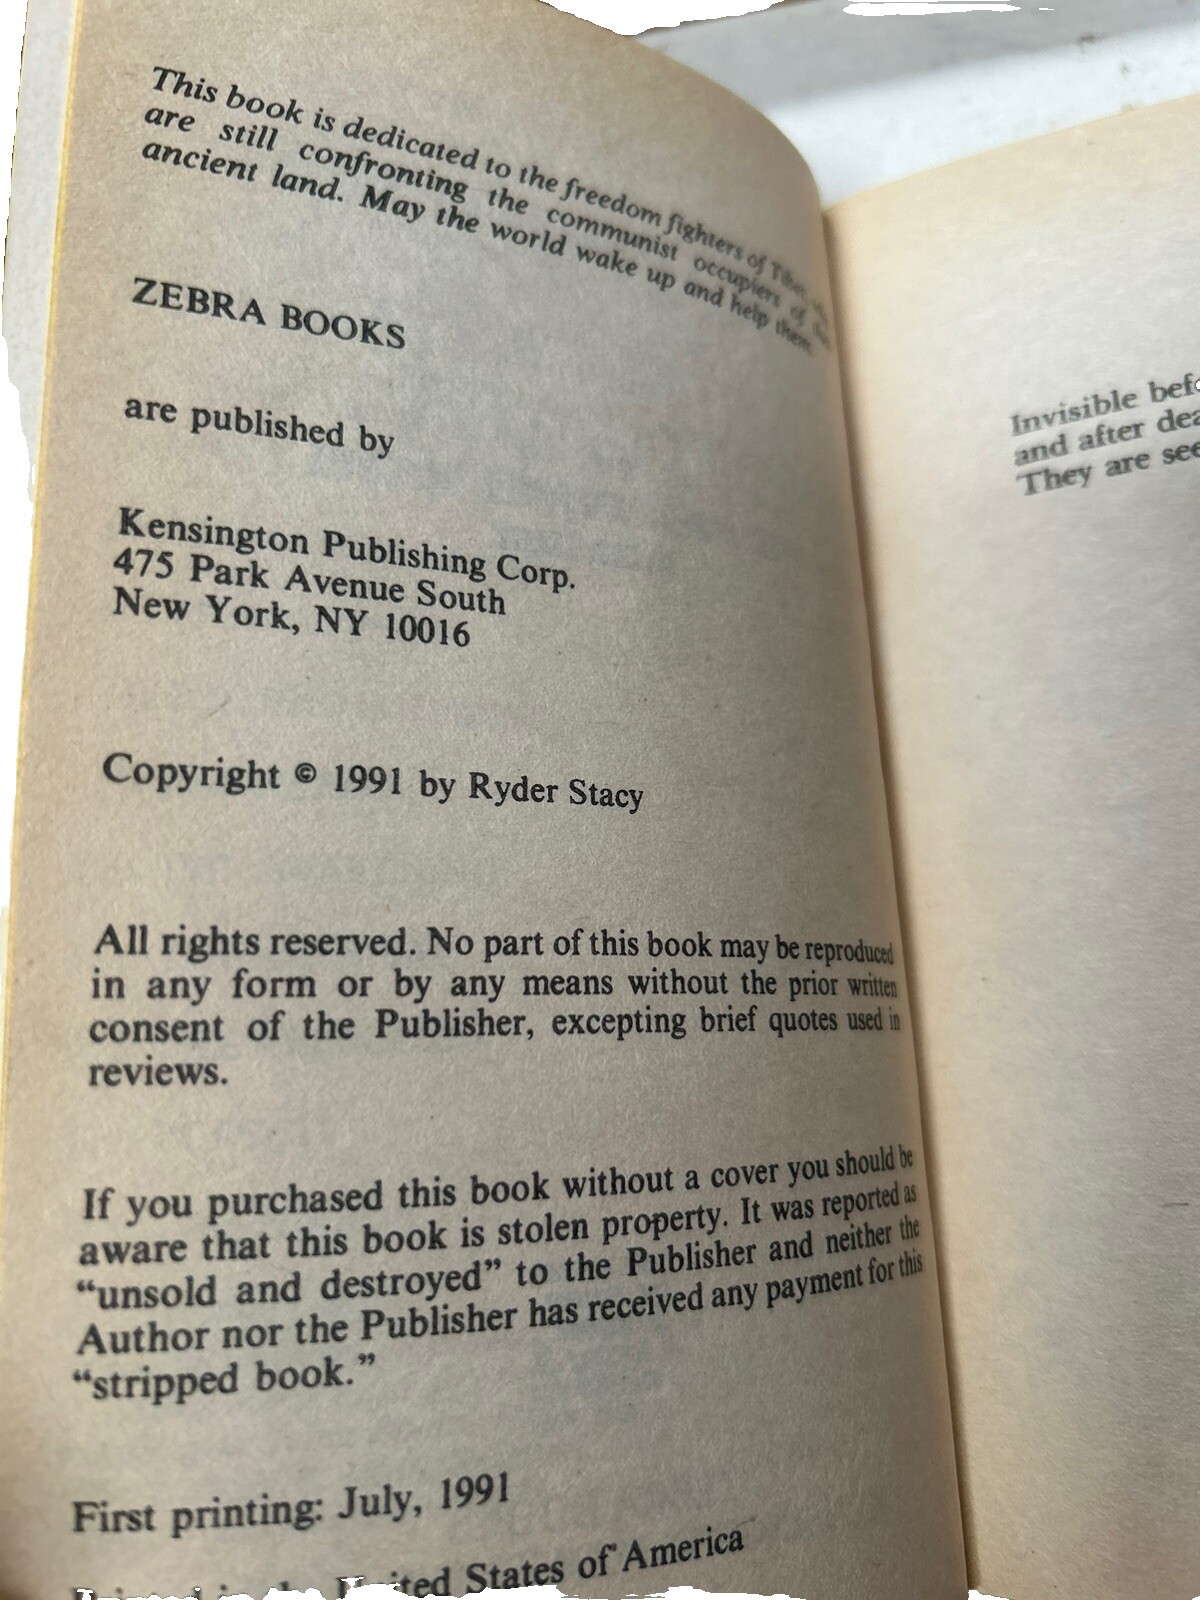 This book is dedicated to the freedom fighters of Tibet
are still confronting the communist occupiers of
ancient land. May the world wake up and help them.
ZEBRA BOOKS
are published by
Kensington Publishing Corp.
475 Park Avenue South
New York, NY 10016
Copyright © 1991 by Ryder Stacy
All rights reserved. No part of this book may be reproduced
in any form or by any means without the prior written
consent of the Publisher, excepting brief quotes used in
reviews.
If you purchased this book without a cover you should be
aware that this book is stolen property. It was reported as
“unsold and destroyed” to the Publisher and neither the
Author nor the Publisher has received any payment for this
“stripped book.”
First printing: July, 1991
Printed in the United States of America
Invisible
and after
They are